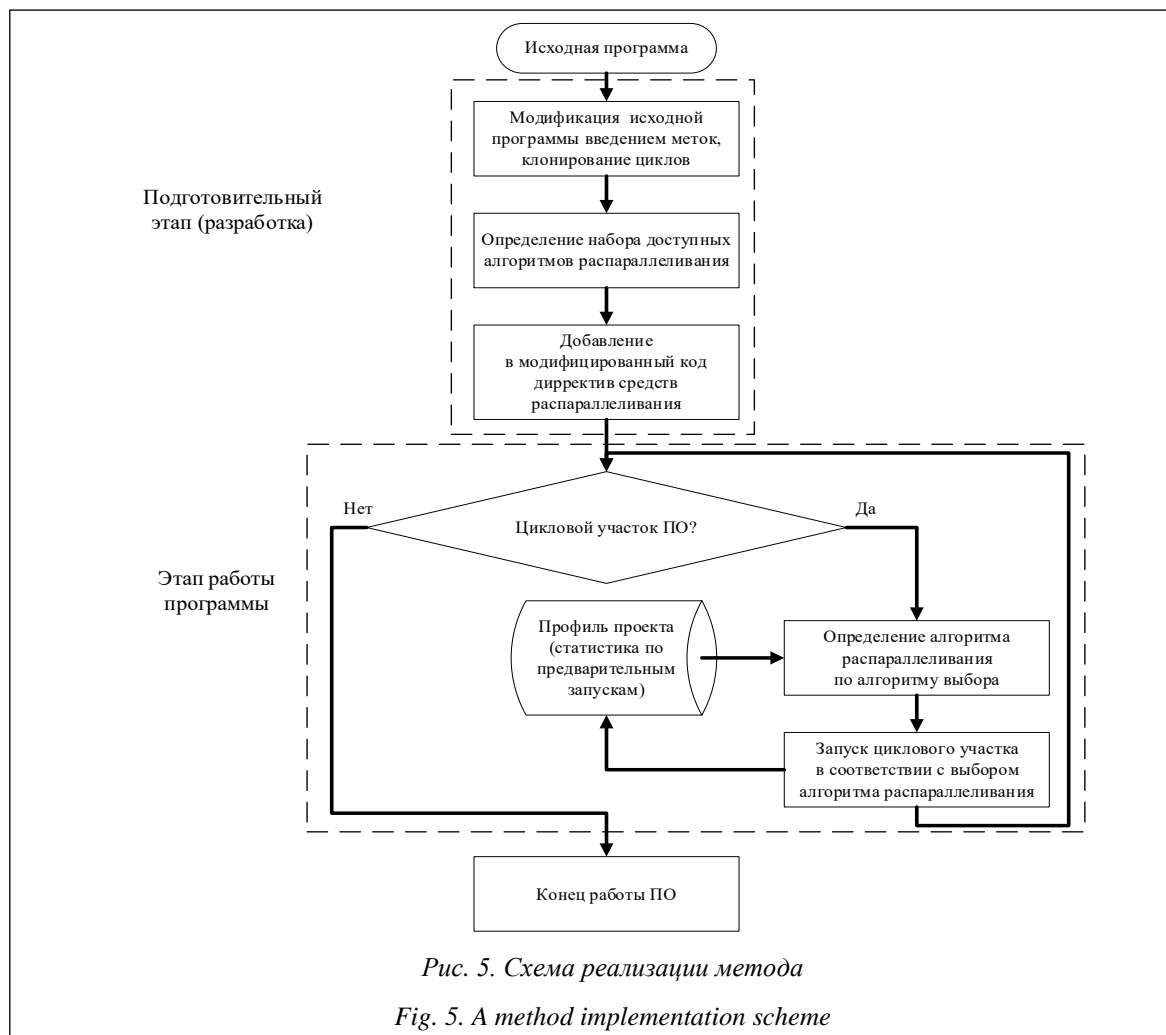 Исходная программа
Модификация исходной
программы введением меток,
клонирование циклов
Подготовительный
этап (разработка)
Определение набора доступных
алгоритмов распараллеливания
Добавление
в модифицированный код
дирректив средств
распараллеливания
Нет
Да
Цикловой участок ПО?
Этап работы
программы
Профиль проекта
(статистика по
предварительным
запускам)
Определение алгоритма
распараллеливания
по алгоритму выбора
Запуск циклового участка
в соответствии с выбором
алгоритма распараллеливания
Конец работы ПО
Рис. 5. Схема реализации метода
Fig. 5. A method implementation scheme